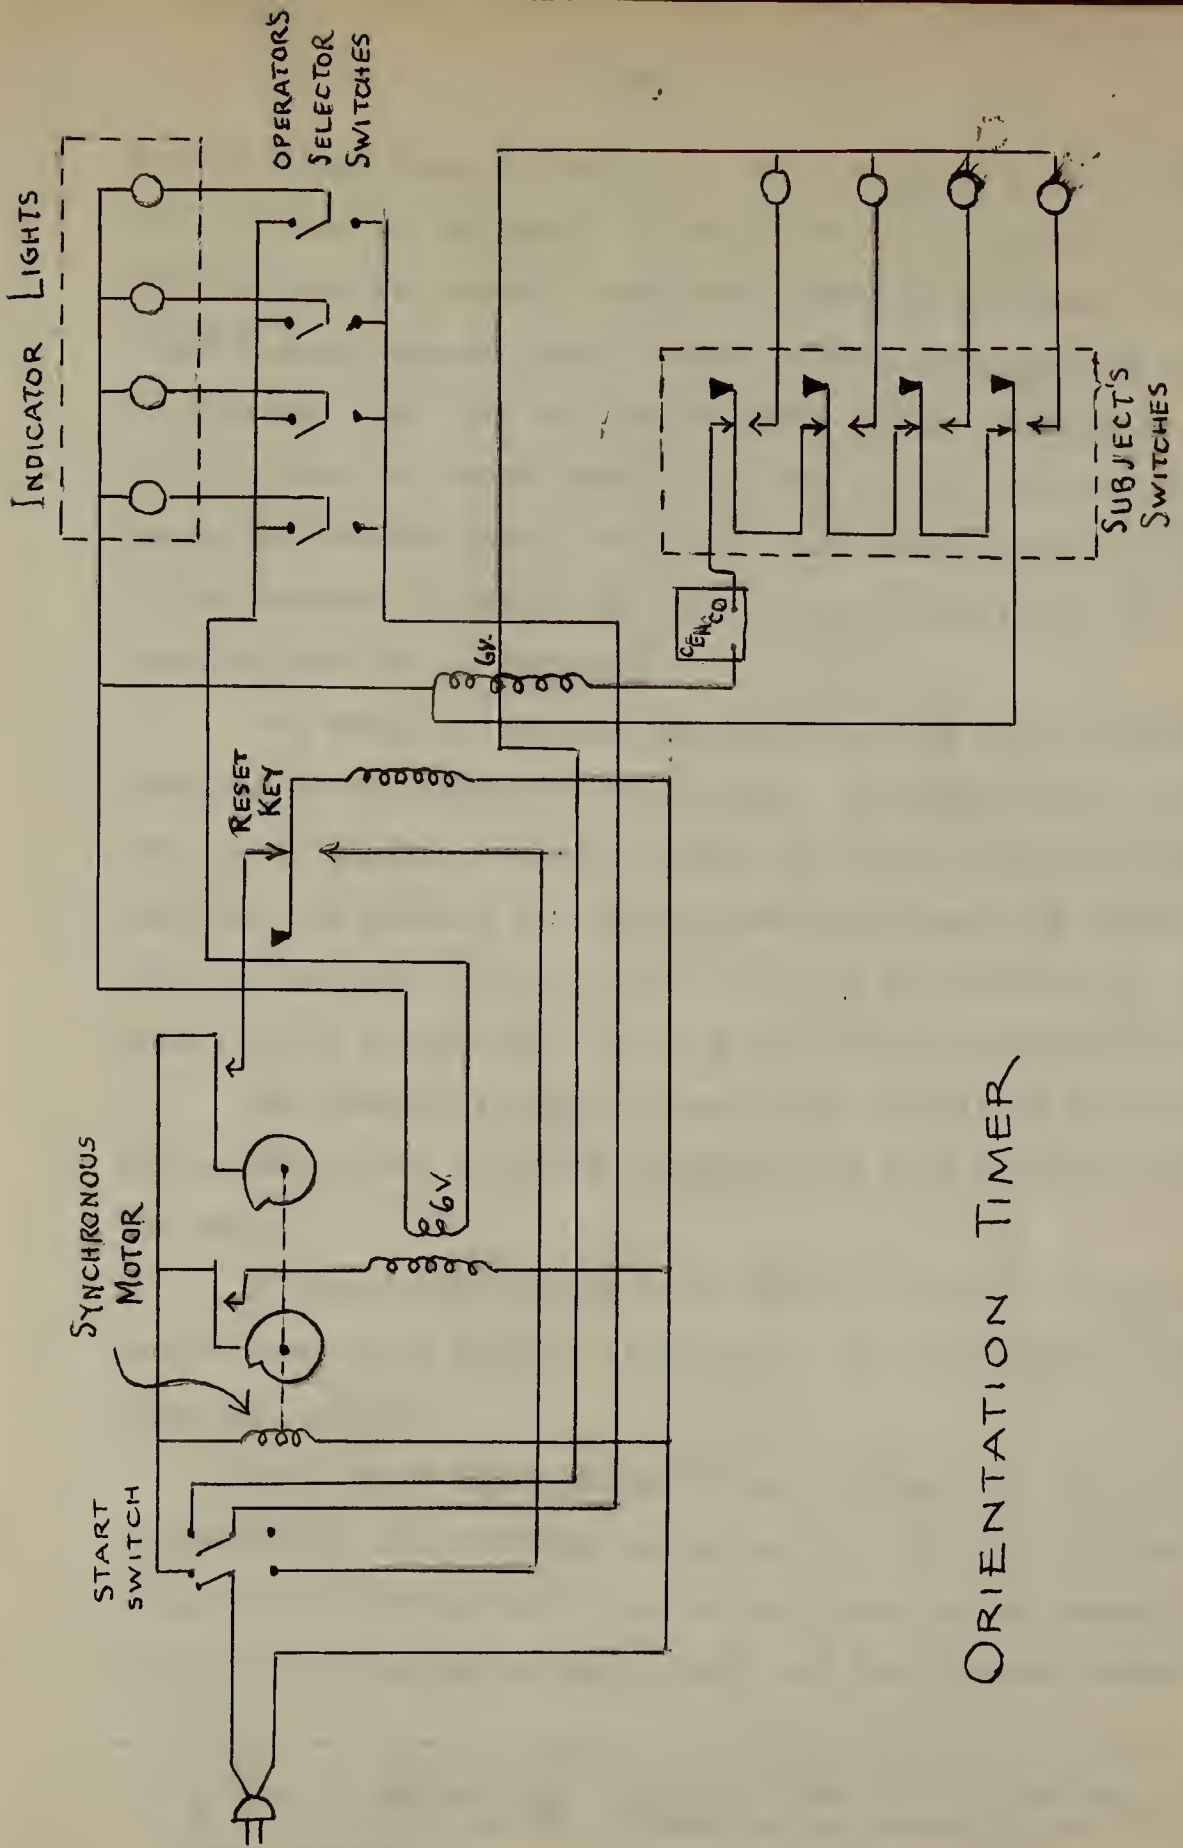 INDICATOR LIGHTS
OPERATOR'S
SELECTOR
SWITCHES
SYNCHRONOUS
MOTOR
START
SWITCH
RESET
KEY
6V.
6V.
CENCO
SUBJECT'S
SWITCHES
ORIENTATION TIMER